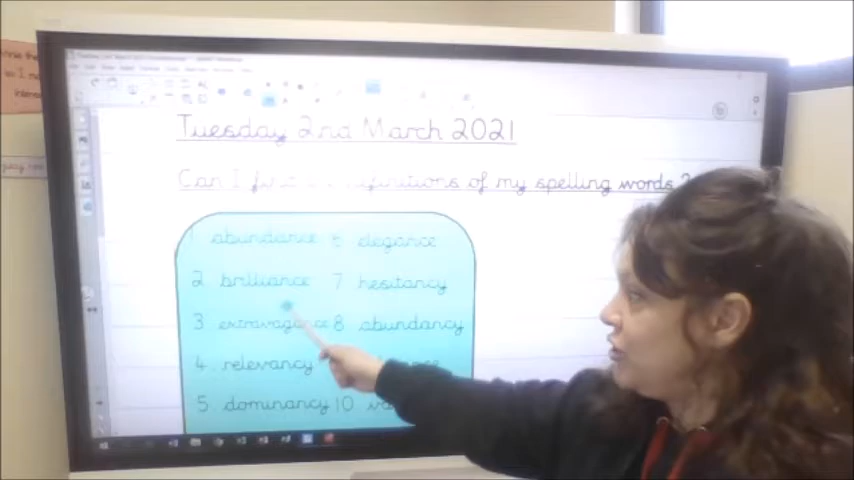 Tuesday 2nd March 2021
Can I find definitions of my spelling words?
1 abundance 6 elegance
2 brilliance 7 hesitancy
3 extravagance 8 abundancy
4 relevancy
5 dominancy 10